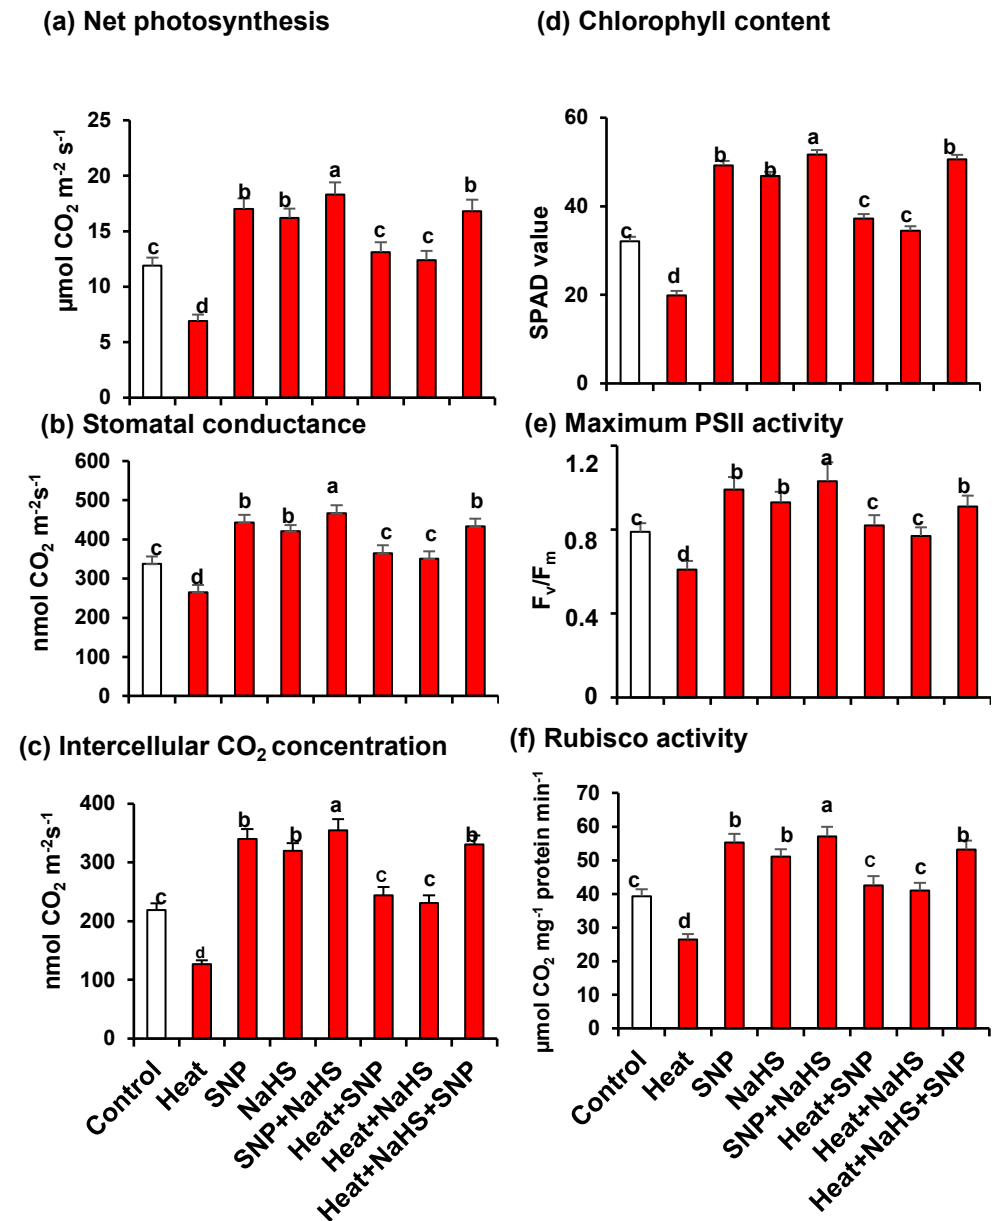 (a) Net photosynthesis
µmol CO2 m-2 s-1
25
20
15
10
5
0
c
d
b
b
a
c
c
b
(b) Stomatal conductance
nmol CO2 m-2s-1
600
500
400
300
200
100
0
c
d
b
b
a
c
c
b
(c) Intercellular CO2 concentration
nmol CO2 m-2s-1
400
300
200
100
0
c
d
b
b
a
c
c
b
Control
Heat
SNP
NaHS
SNP+NaHS
Heat+SNP
Heat+NaHS
Heat+NaHS+SNP
(d) Chlorophyll content
SPAD value
60
40
20
0
c
d
b
b
a
c
c
b
(e) Maximum PSII activity
Fv/Fm
1.2
0.8
0.4
0
c
d
b
b
a
c
c
b
(f) Rubisco activity
µmol CO2 mg-1 protein min-1
70
60
50
40
30
20
10
0
c
d
b
b
a
c
c
b
Control
Heat
SNP
NaHS
SNP+NaHS
Heat+SNP
Heat+NaHS
Heat+NaHS+SNP